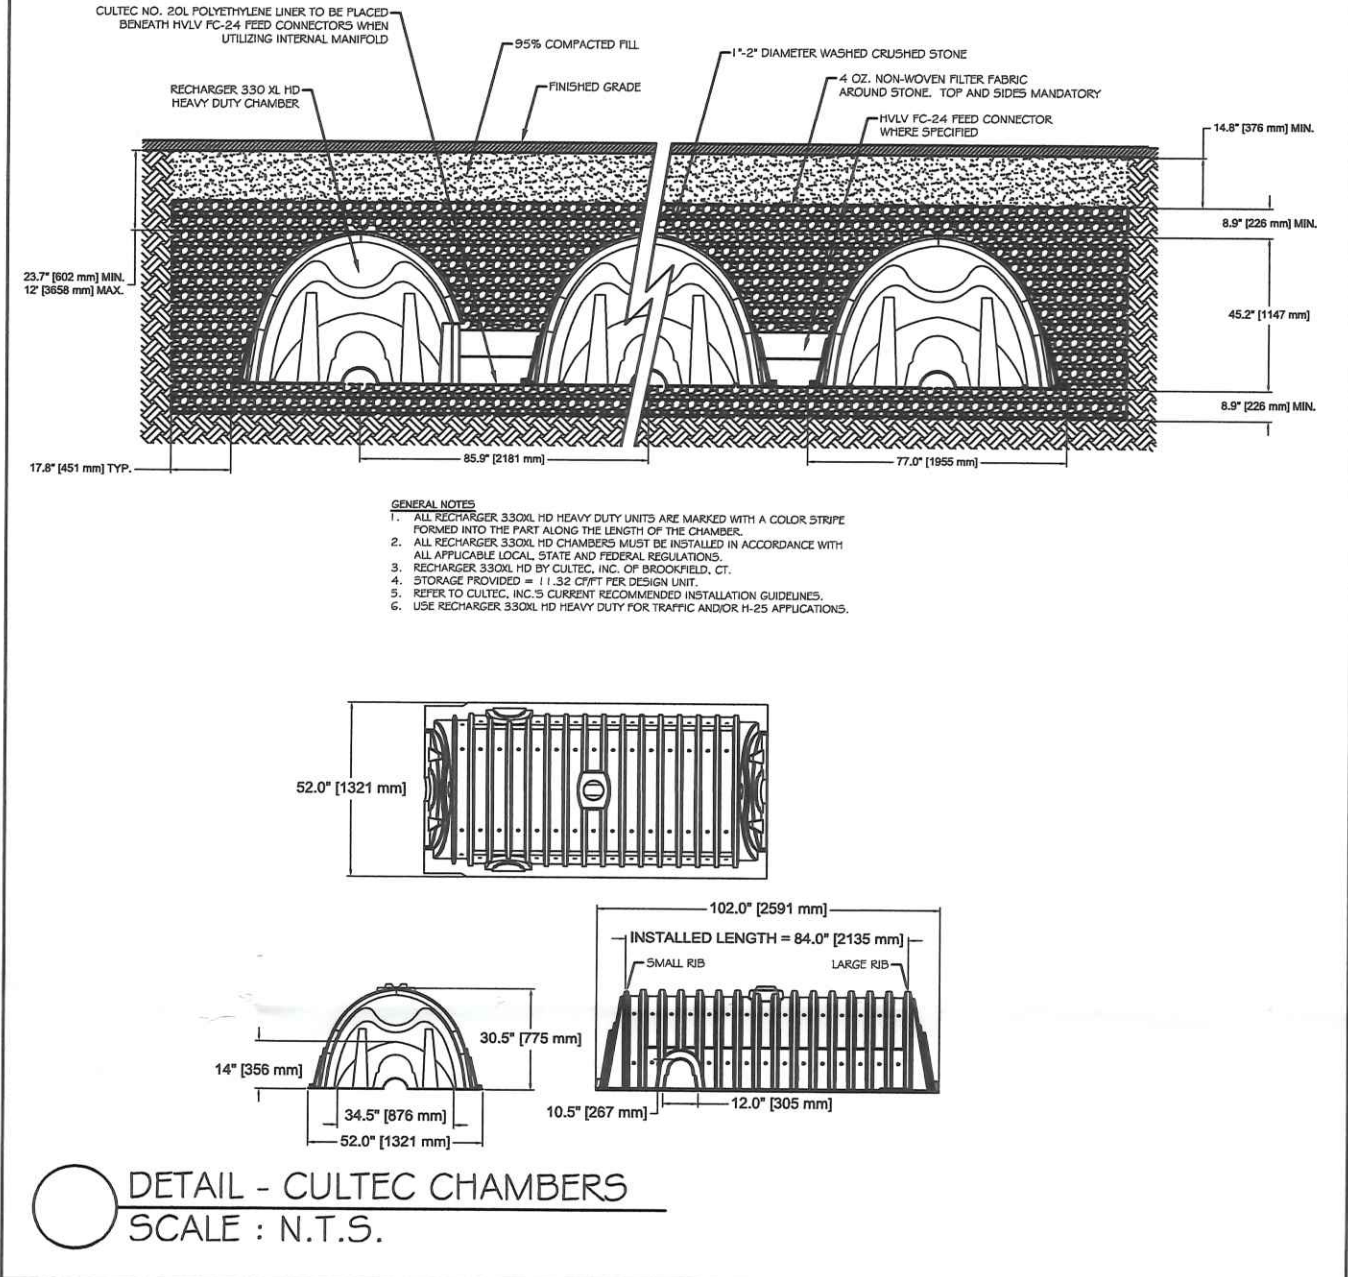 CULTEC NO. 20L POLYETHYLENE LINER TO BE PLACED
BENEATH HVLV FC-24 FEED CONNECTORS WHEN
UTILIZING INTERNAL MANIFOLD
95% COMPACTED FILL
1"-2" DIAMETER WASHED CRUSHED STONE
RECHARGER 330 XL HD
HEAVY DUTY CHAMBER
FINISHED GRADE
4 OZ. NON-WOVEN FILTER FABRIC
AROUND STONE. TOP AND SIDES MANDATORY
HVLV FC-24 FEED CONNECTOR
WHERE SPECIFIED
14.8" [376 mm] MIN.
8.9" [226 mm] MIN.
23.7" [602 mm] MIN.
12' [3658 mm] MAX.
45.2" [1147 mm]
8.9" [226 mm] MIN.
17.8" [451 mm] TYP.
85.9" [2181 mm]
77.0" [1955 mm]
GENERAL NOTES
1. ALL RECHARGER 330XL HD HEAVY DUTY UNITS ARE MARKED WITH A COLOR STRIPE
FORMED INTO THE PART ALONG THE LENGTH OF THE CHAMBER.
2. ALL RECHARGER 330XL HD CHAMBERS MUST BE INSTALLED IN ACCORDANCE WITH
ALL APPLICABLE LOCAL, STATE AND FEDERAL REGULATIONS.
3. RECHARGER 330XL HD BY CULTEC, INC. OF BROOKFIELD, CT.
4. STORAGE PROVIDED = 11.32 CF/FT PER DESIGN UNIT.
5. REFER TO CULTEC, INC.'S CURRENT RECOMMENDED INSTALLATION GUIDELINES.
6. USE RECHARGER 330XL HD HEAVY DUTY FOR TRAFFIC AND/OR H-25 APPLICATIONS.
52.0" [1321 mm]
102.0" [2591 mm]
INSTALLED LENGTH = 84.0" [2135 mm]
SMALL RIB
LARGE RIB
30.5" [775 mm]
14" [356 mm]
34.5" [876 mm]
52.0" [1321 mm]
10.5" [267 mm]
12.0" [305 mm]
DETAIL - CULTEC CHAMBERS
SCALE : N.T.S.